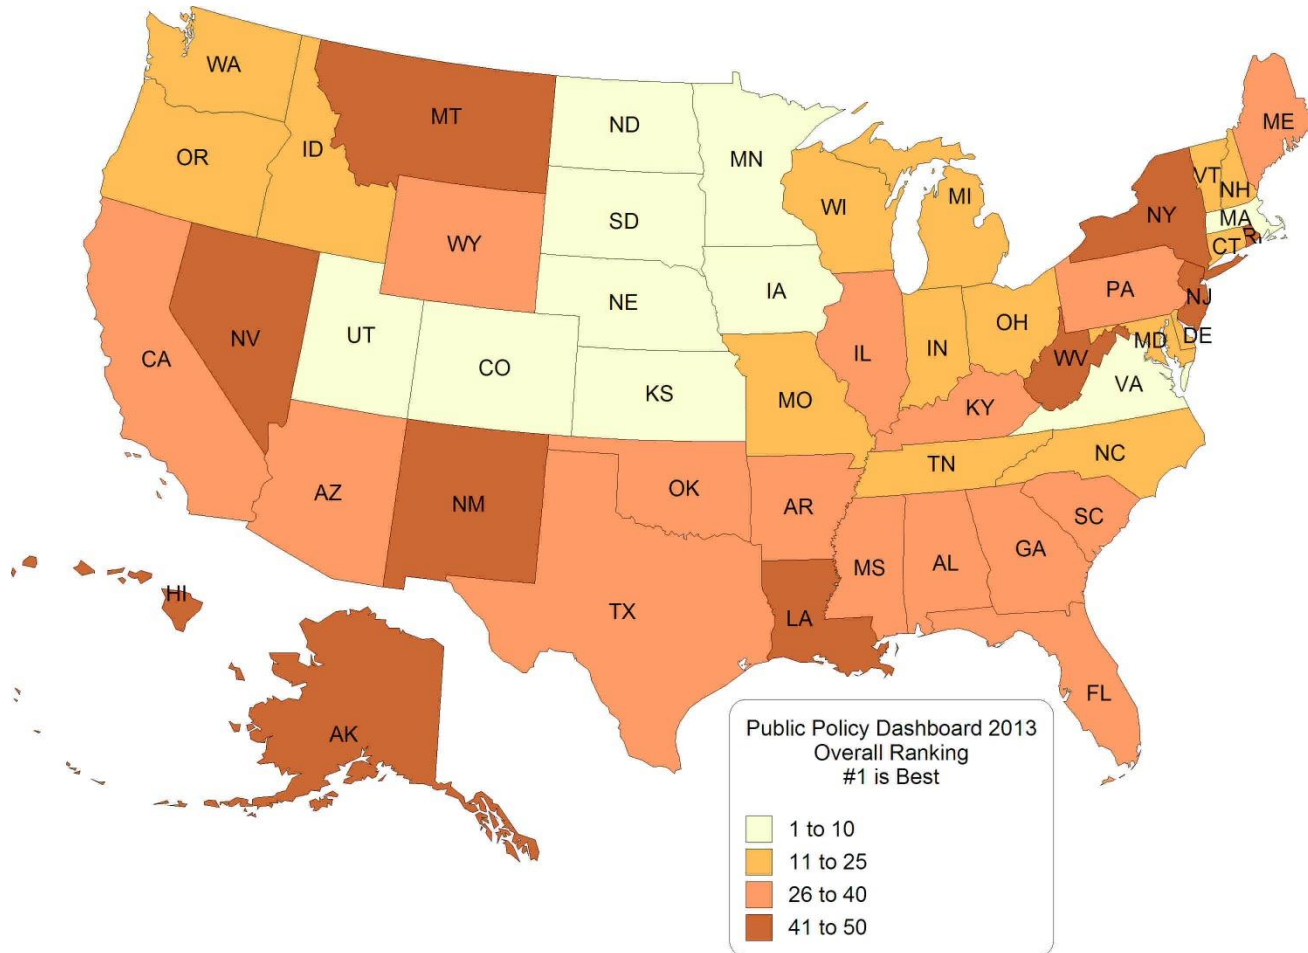 WA
MT
ND
MN
ME
OR
ID
VT
NH
WI
MI
NY
SD
MA
WY
RI
CT
IA
NE
PA
NJ
OH
UT
NV
IN
MD
DE
CA
IL
WV
CO
KS
MO
VA
KY
TN
NC
AZ
NM
OK
AR
SC
GA
MS
AL
HI
TX
LA
FL
AK
Public Policy Dashboard 2013
Overall Ranking
#1 is Best
1 to 10
11 to 25
26 to 40
41 to 50